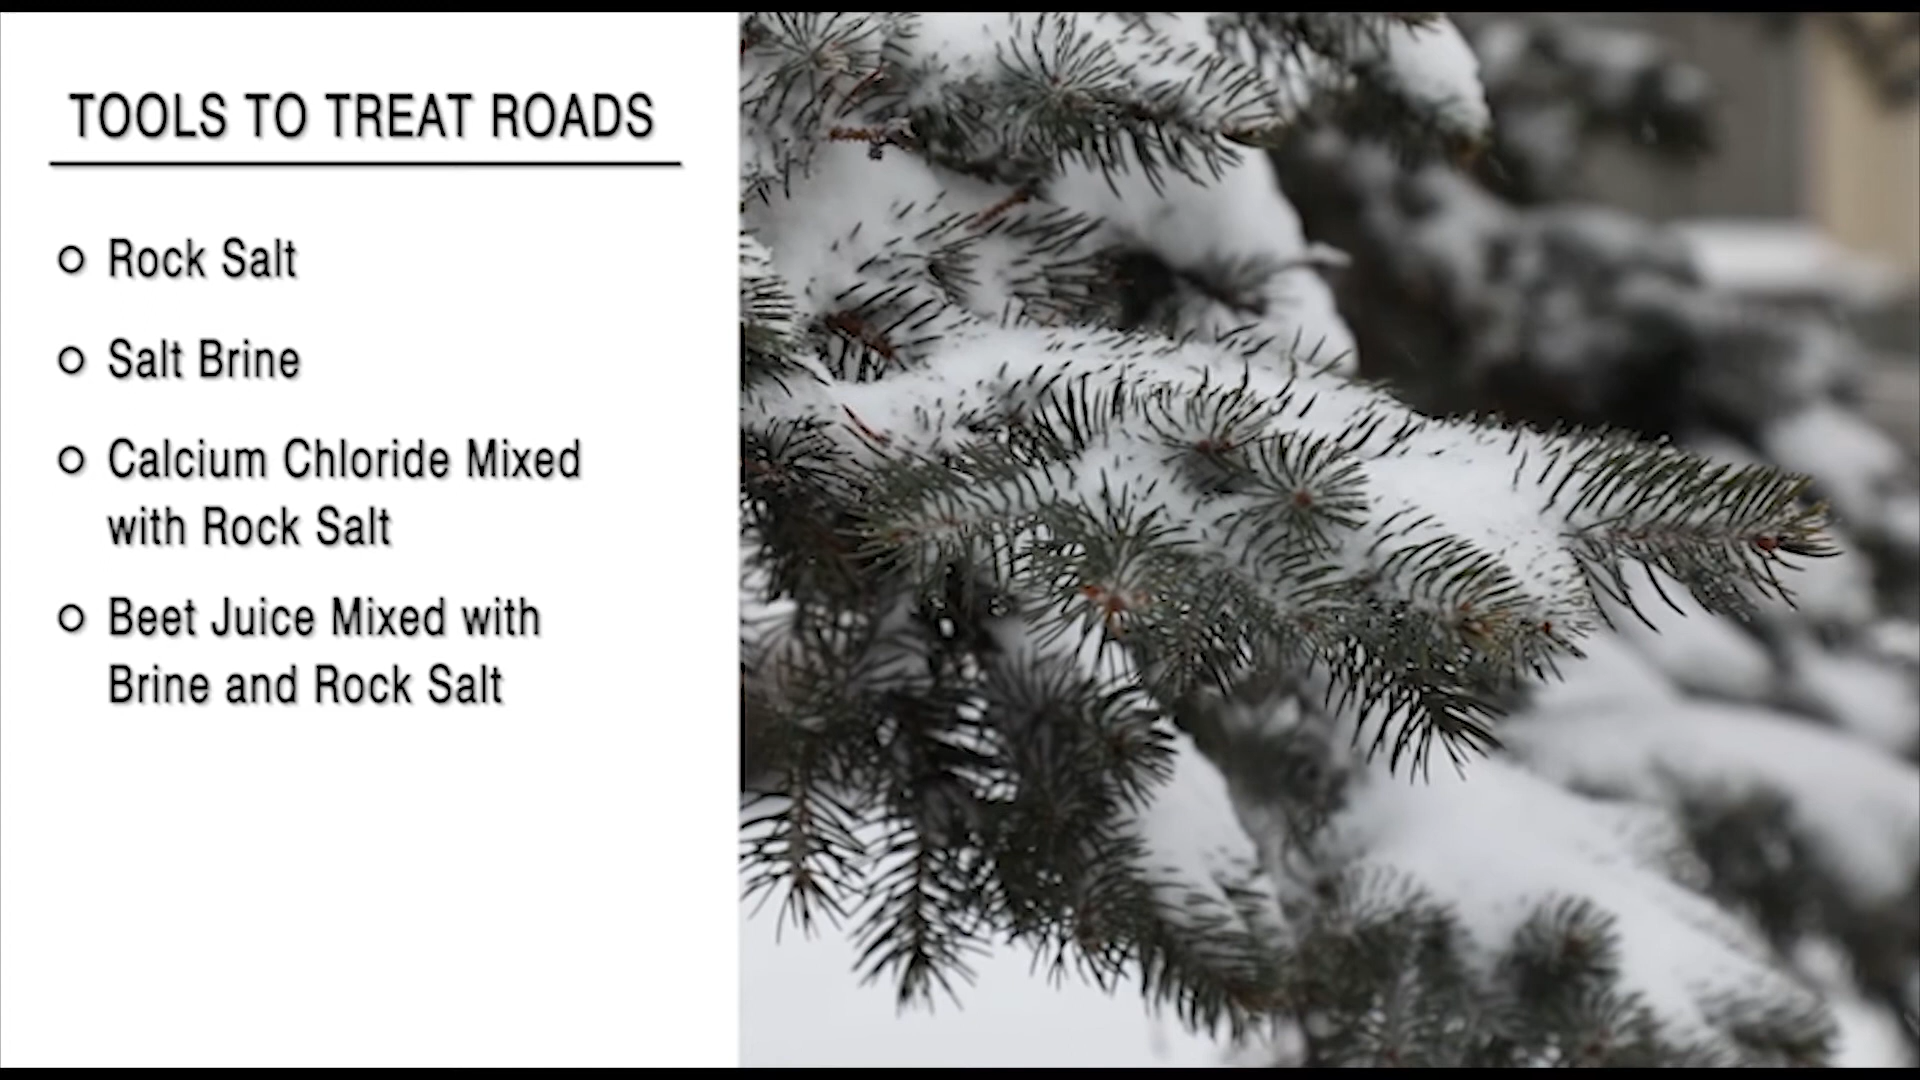 TOOLS TO TREAT ROADS
Rock Salt
Salt Brine
Calcium Chloride Mixed
with Rock Salt
Beet Juice Mixed with
Brine and Rock Salt